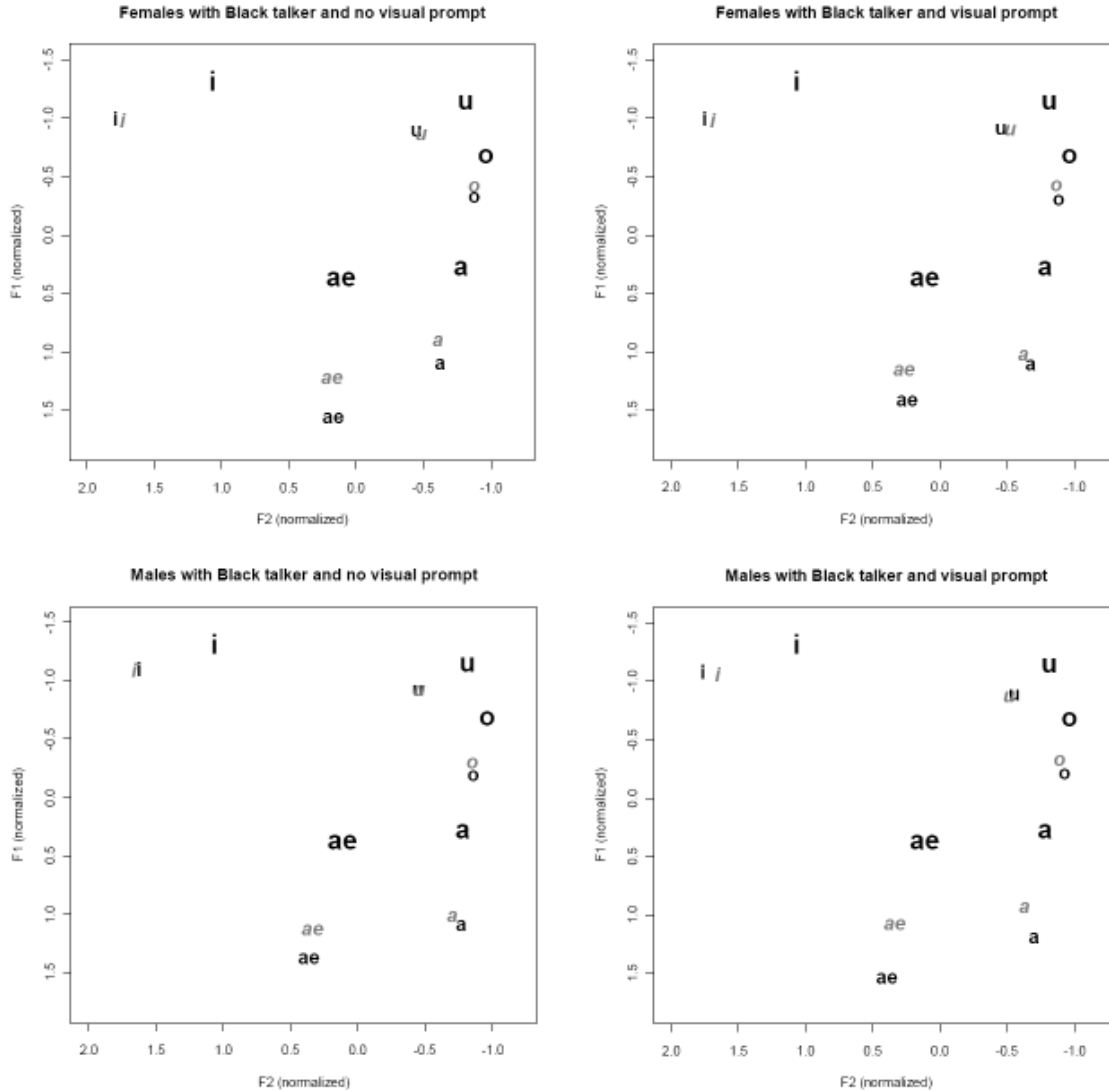 Females with Black talker and no visual prompt
F1 (normalized)
-1.5
-1.0
-0.5
0.0
0.5
1.0
1.5
i
u
i i
u u
o
o
o
ae
a
a
a
ae
ae
2.0 1.5 1.0 0.5 0.0 -0.5 -1.0
F2 (normalized)
Females with Black talker and visual prompt
F1 (normalized)
-1.5
-1.0
-0.5
0.0
0.5
1.0
1.5
i
u
i i
u u
o
o
o
ae
a
a
a
ae
ae
2.0 1.5 1.0 0.5 0.0 -0.5 -1.0
F2 (normalized)
Males with Black talker and no visual prompt
F1 (normalized)
-1.5
-1.0
-0.5
0.0
0.5
1.0
1.5
i
u
i i
u u
o
o
o
ae
a
a
a
ae
ae
2.0 1.5 1.0 0.5 0.0 -0.5 -1.0
F2 (normalized)
Males with Black talker and visual prompt
F1 (normalized)
-1.5
-1.0
-0.5
0.0
0.5
1.0
1.5
i
u
i i
u u
o
o
o
ae
a
a
a
ae
ae
2.0 1.5 1.0 0.5 0.0 -0.5 -1.0
F2 (normalized)